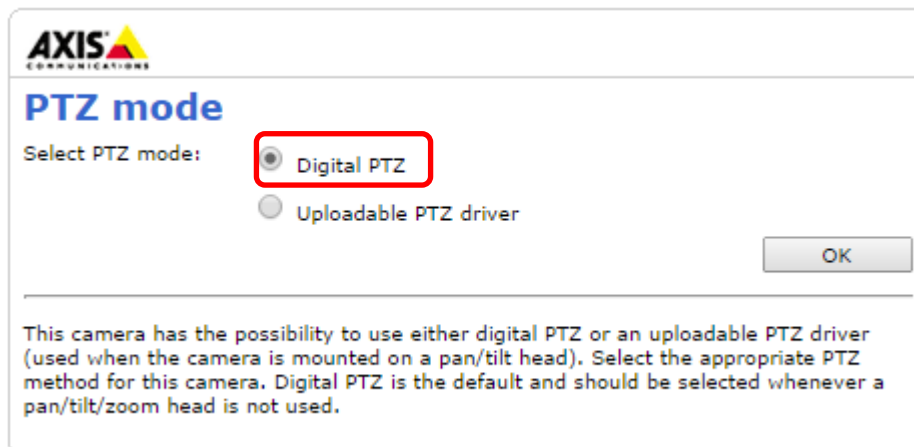 AXIS
COMMUNICATIONS
PTZ mode
Select PTZ mode:
Digital PTZ
Uploadable PTZ driver
OK
This camera has the possibility to use either digital PTZ or an uploadable PTZ driver
(used when the camera is mounted on a pan/tilt head). Select the appropriate PTZ
method for this camera. Digital PTZ is the default and should be selected whenever a
pan/tilt/zoom head is not used.